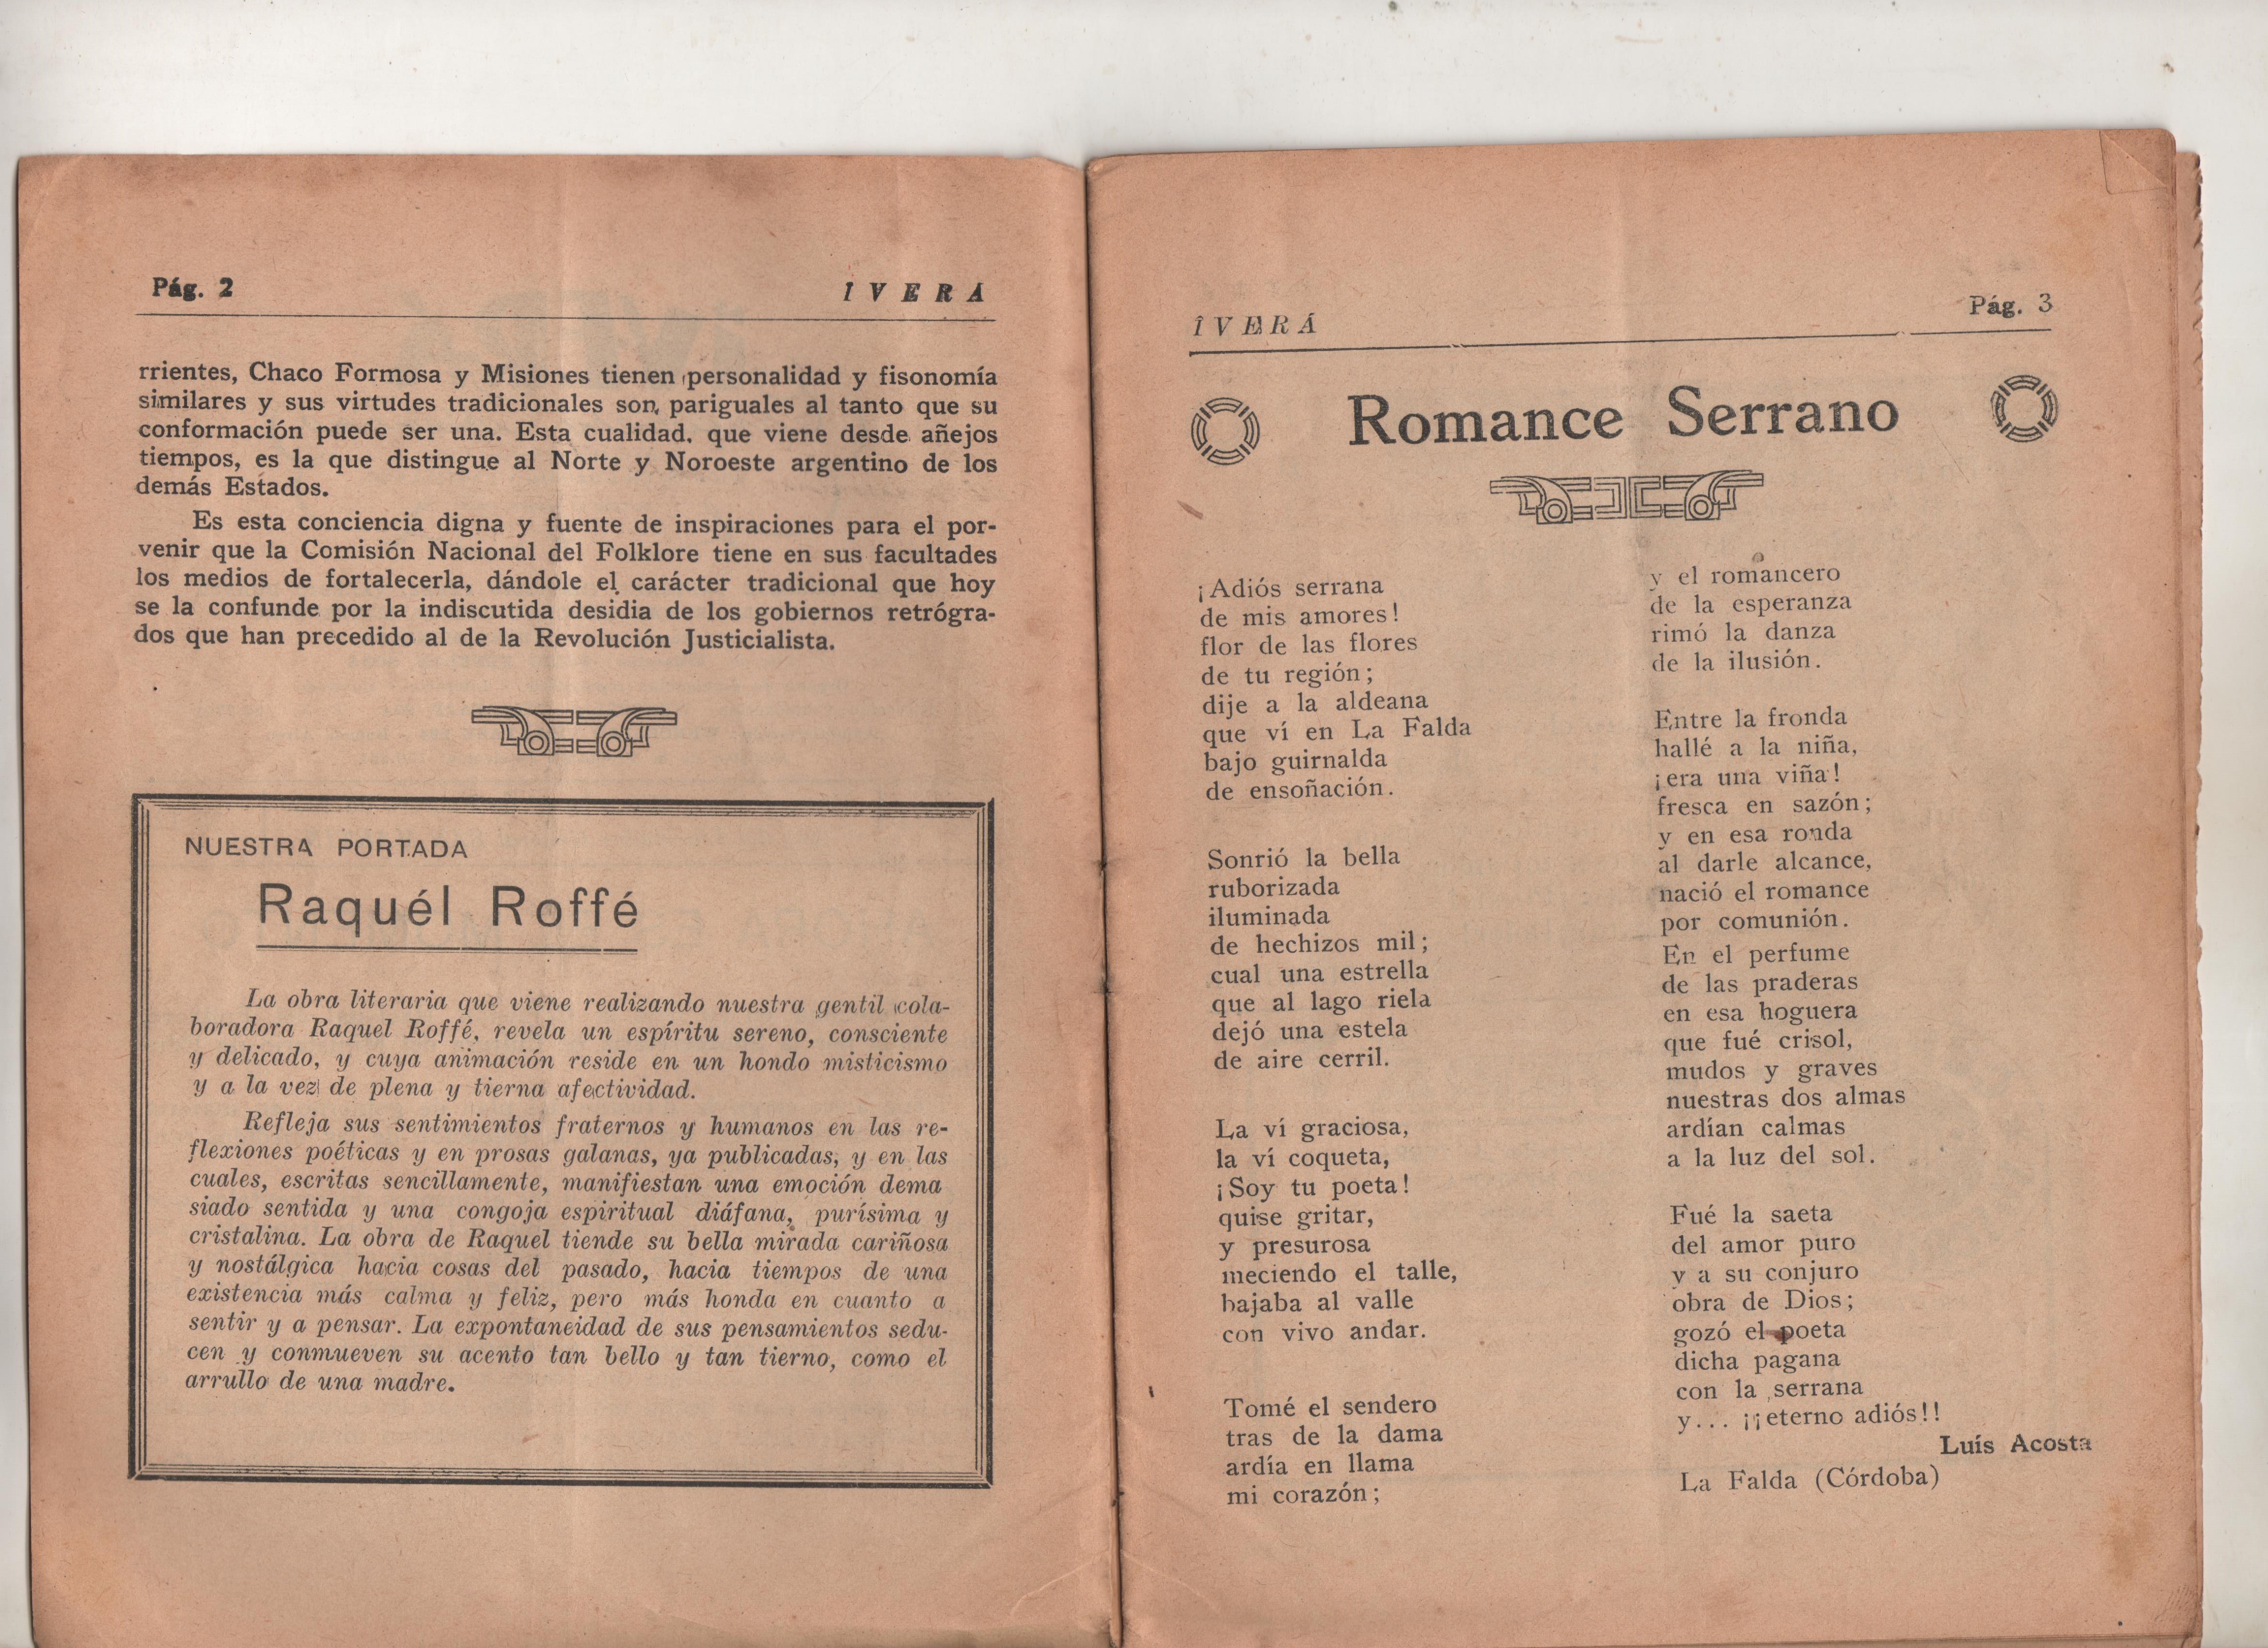 Pág. 2
ÎVERÁ
rrientes, Chaco Formosa y Misiones tienen personalidad y fisonomía
similares y sus virtudes tradicionales son pariguales al tanto que su
conformación puede ser una. Esta cualidad, que viene desde añejos
tiempos, es la que distingue al Norte y Noroeste argentino de los
demás Estados.
Es esta conciencia digna y fuente de inspiraciones para el por-
venir que la Comisión Nacional del Folklore tiene en sus facultades
los medios de fortalecerla, dándole el carácter tradicional que hoy
se la confunde por la indiscutida desidia de los gobiernos retrógra-
dos que han precedido al de la Revolución Justicialista.
NUESTRA PORTADA
Raquél Roffé
La obra literaria que viene realizando nuestra gentil cola-
boradora Raquel Roffé, revela un espíritu sereno, consciente
y delicado, y cuya animación reside en un hondo misticismo
y a la vez de plena y tierna afectividad.
Refleja sus sentimientos fraternos y humanos en las re-
flexiones poéticas y en prosas galanas, ya publicadas, y en las
cuales, escritas sencillamente, manifiestan una emoción dema
siado sentida y una congoja espiritual diáfana, purísima y
cristalina. La obra de Raquel tiende su bella mirada cariñosa
y nostálgica hacia cosas del pasado, hacia tiempos de una
existencia más calma y feliz, pero más honda en cuanto a
sentir y a pensar. La expontaneidad de sus pensamientos sedu-
cen y conmueven su acento tan bello y tan tierno, como el
arrullo de una madre.
ÎVERÁ
Pág. 3
Romance Serrano
¡Adiós serrana
de mis amores!
flor de las flores
de tu región;
dije a la aldeana
que ví en La Falda
bajo guirnalda
de ensoñación.
Sonrió la bella
ruborizada
iluminada
de hechizos mil;
cual una estrella
que al lago riela
dejó una estela
de aire cerril.
La ví graciosa,
la ví coqueta,
¡Soy tu poeta!
quise gritar,
y presurosa
meciendo el talle,
bajaba al valle
con vivo andar.
Tomé el sendero
tras de la dama
ardía en llama
mi corazón;
y el romancero
de la esperanza
rimó la danza
de la ilusión.
Entre la fronda
hallé a la niña,
¡era una viña!
fresca en sazón;
y en esa ronda
al darle alcance,
nació el romance
por comunión.
En el perfume
de las praderas
en esa hoguera
que fué crisol,
mudos y graves
nuestras dos almas
ardían calmas
a la luz del sol.
Fué la saeta
del amor puro
y a su conjuro
obra de Dios;
gozó el poeta
dicha pagana
con la serrana
y... ¡¡eterno adiós!!
Luís Acosta
La Falda (Córdoba)